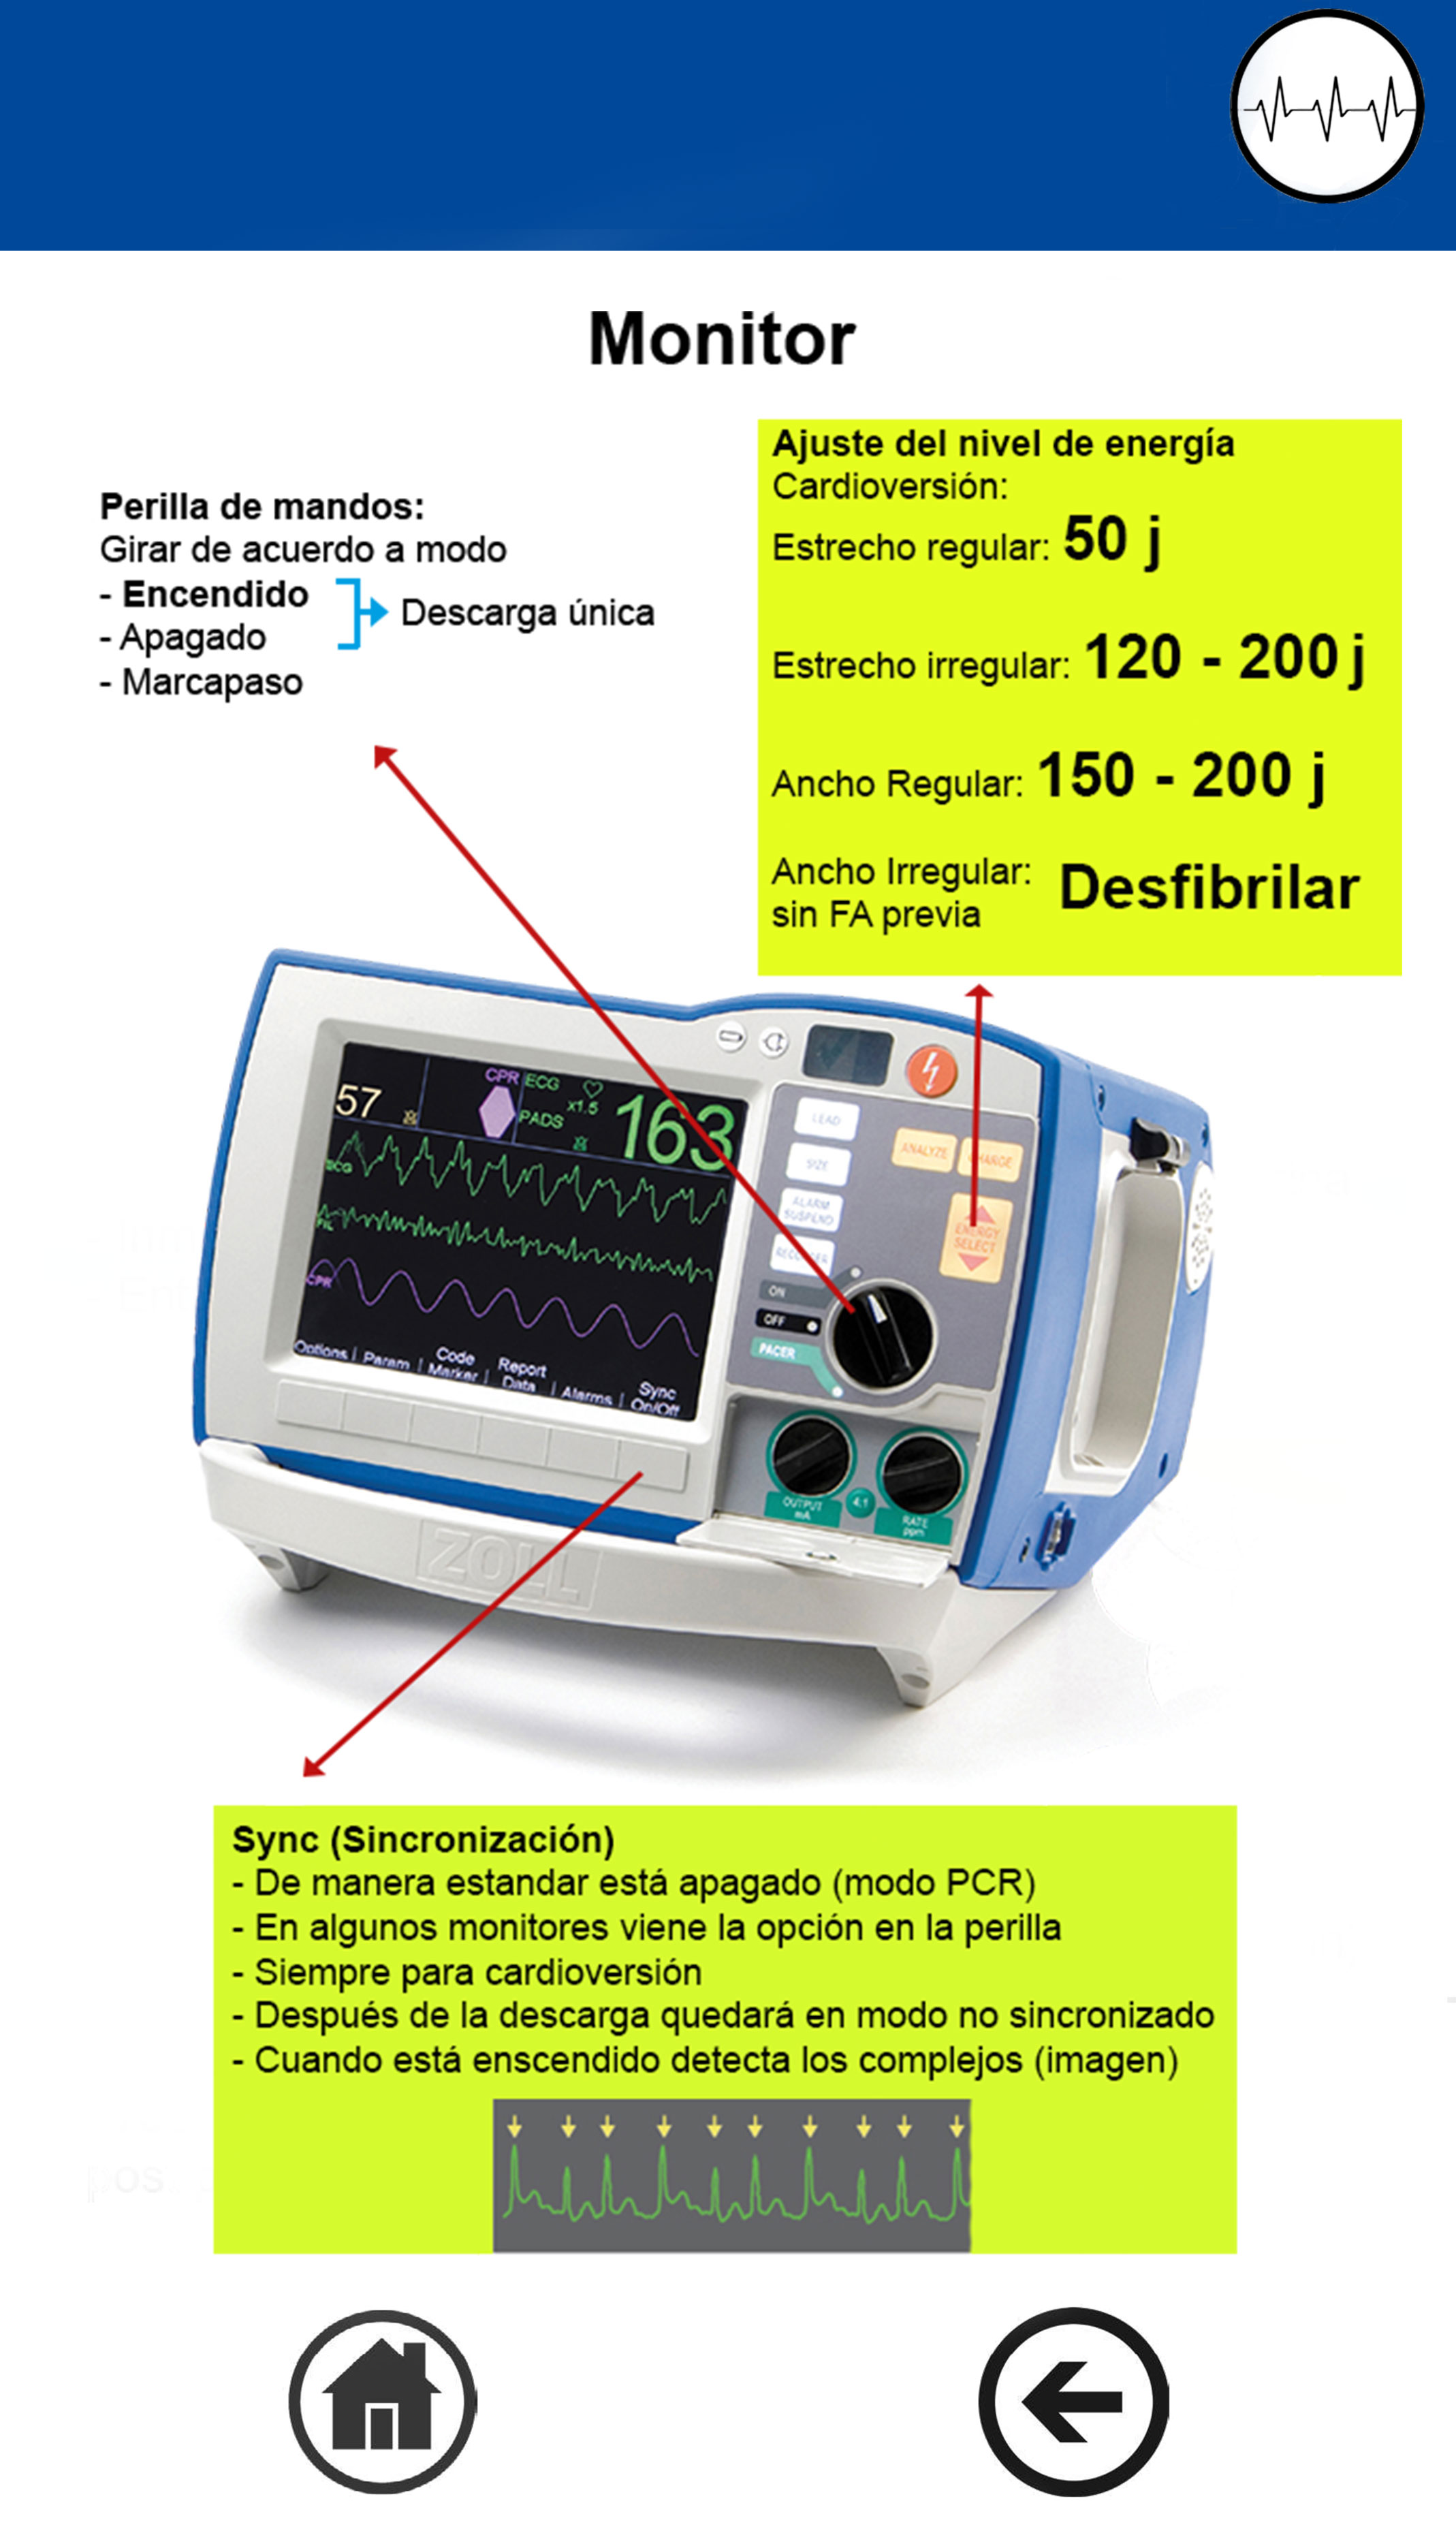 Monitor
Perilla de mandos:
Girar de acuerdo a modo
- Encendido
- Apagado
Descarga única
- Marcapaso
Ajuste del nivel de energía
Cardioversión:
Estrecho regular: 50 j
Estrecho irregular: 120 - 200 j
Ancho Regular: 150 - 200 j
Ancho Irregular: Desfibrilar
sin FA previa
57
CPR
ECG
x1.5
PADS
163
ECG
CPR
Options
Param
Code
Marker
Report
Data
Alarms
Sync
On/Off
LEAD
SIZE
ALARM
SUSPEND
RECORDER
ANALYZE
CHARGE
ENERGY
SELECT
ON
OFF
PACER
OUTPUT
mA
4:1
RATE
ppm
ZOLL
Sync (Sincronización)
- De manera estandar está apagado (modo PCR)
- En algunos monitores viene la opción en la perilla
- Siempre para cardioversión
- Después de la descarga quedará en modo no sincronizado
- Cuando está enscendido detecta los complejos (imagen)